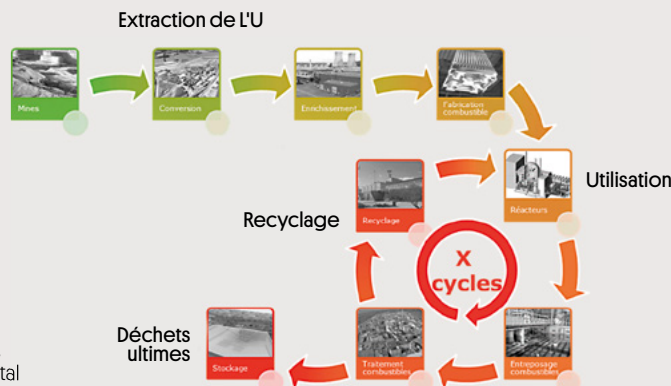 Extraction de L'U
Mines
Conversion
Enrichissement
Fabrication
combustible
Utilisation
Réacteurs
Recyclage
Recyclage
X
cycles
Déchets
ultimes
Stockage
Traitement
combustibles
Entreposage
combustibles
tal